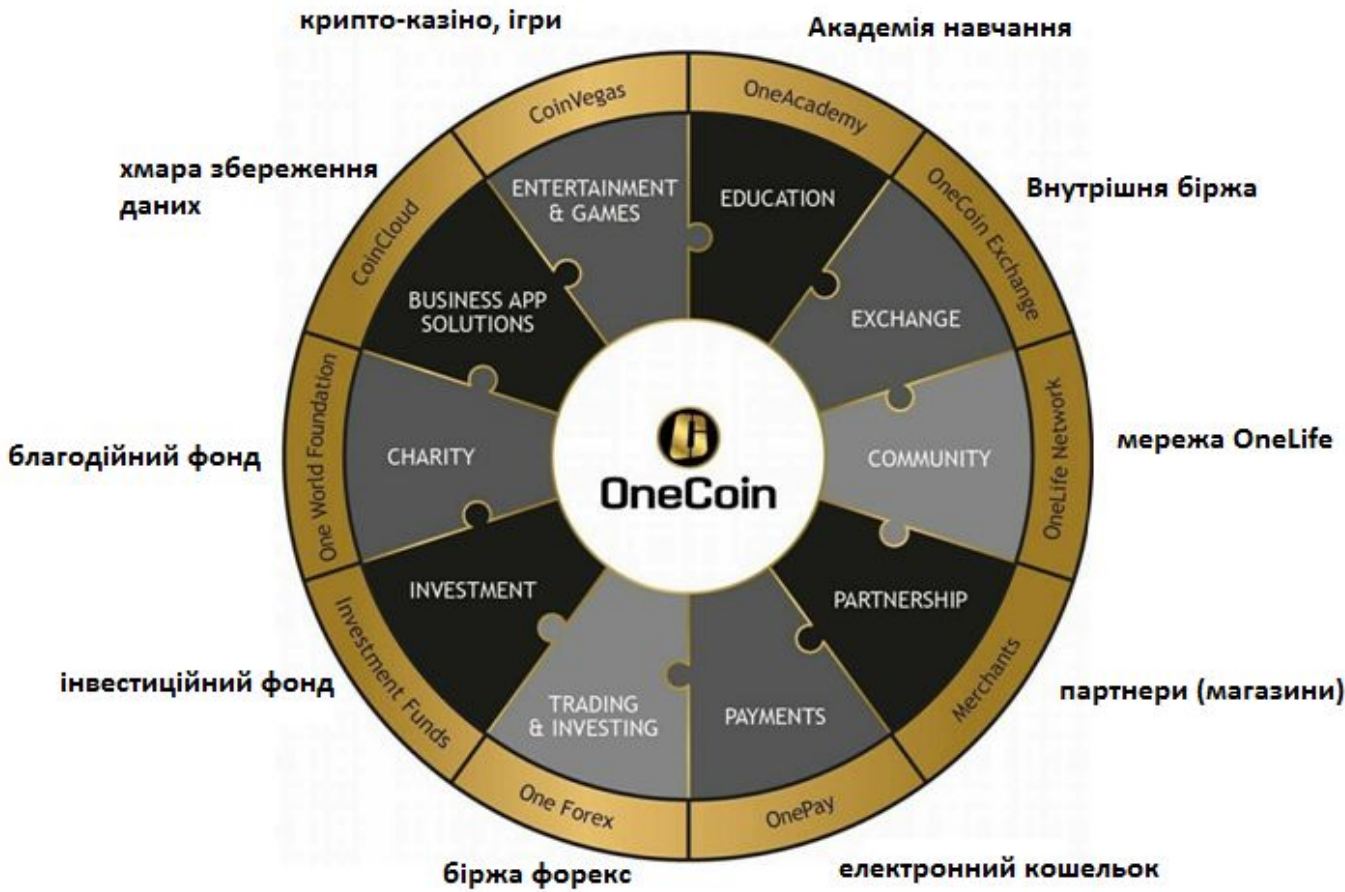 крипто-казіно, ігри
Академія навчання
CoinVegas
OneAcademy
хмара збереження
даних
ENTERTAINMENT
& GAMES
EDUCATION
Внутрішня біржа
CoinCloud
OneCoin Exchange
BUSINESS APP
SOLUTIONS
EXCHANGE
One World Foundation
OneLife Network
благодійний фонд
CHARITY
COMMUNITY
мережа OneLife
OneCoin
INVESTMENT
PARTNERSHIP
Investment Funds
Merchants
інвестиційний фонд
партнери (магазини)
TRADING
& INVESTING
PAYMENTS
One Forex
OnePay
біржа форекс
електронний кошельок